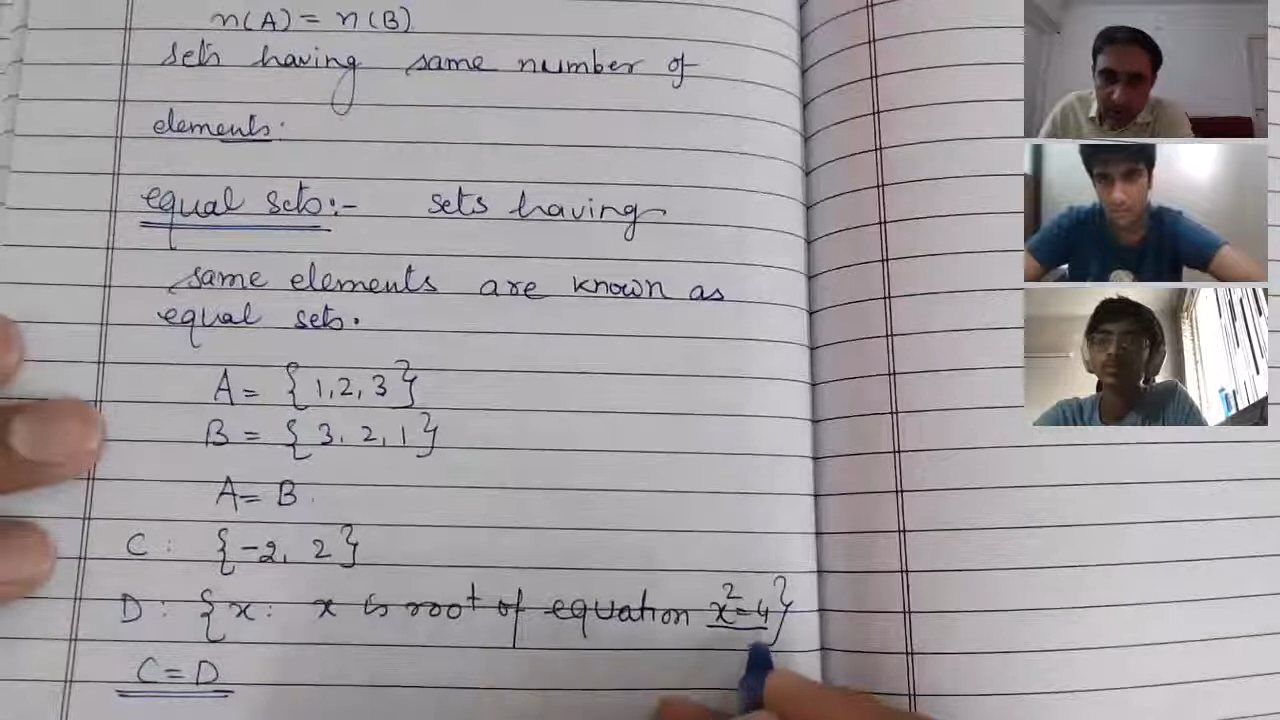 n(A) = n(B)
sets having same number of
elements.
equal sets:- sets having
same elements are known as
equal sets.
A = {1, 2, 3}
B = {3, 2, 1}
A = B.
C : {-2, 2}
D : {x : x is root of equation x²=4}
C = D